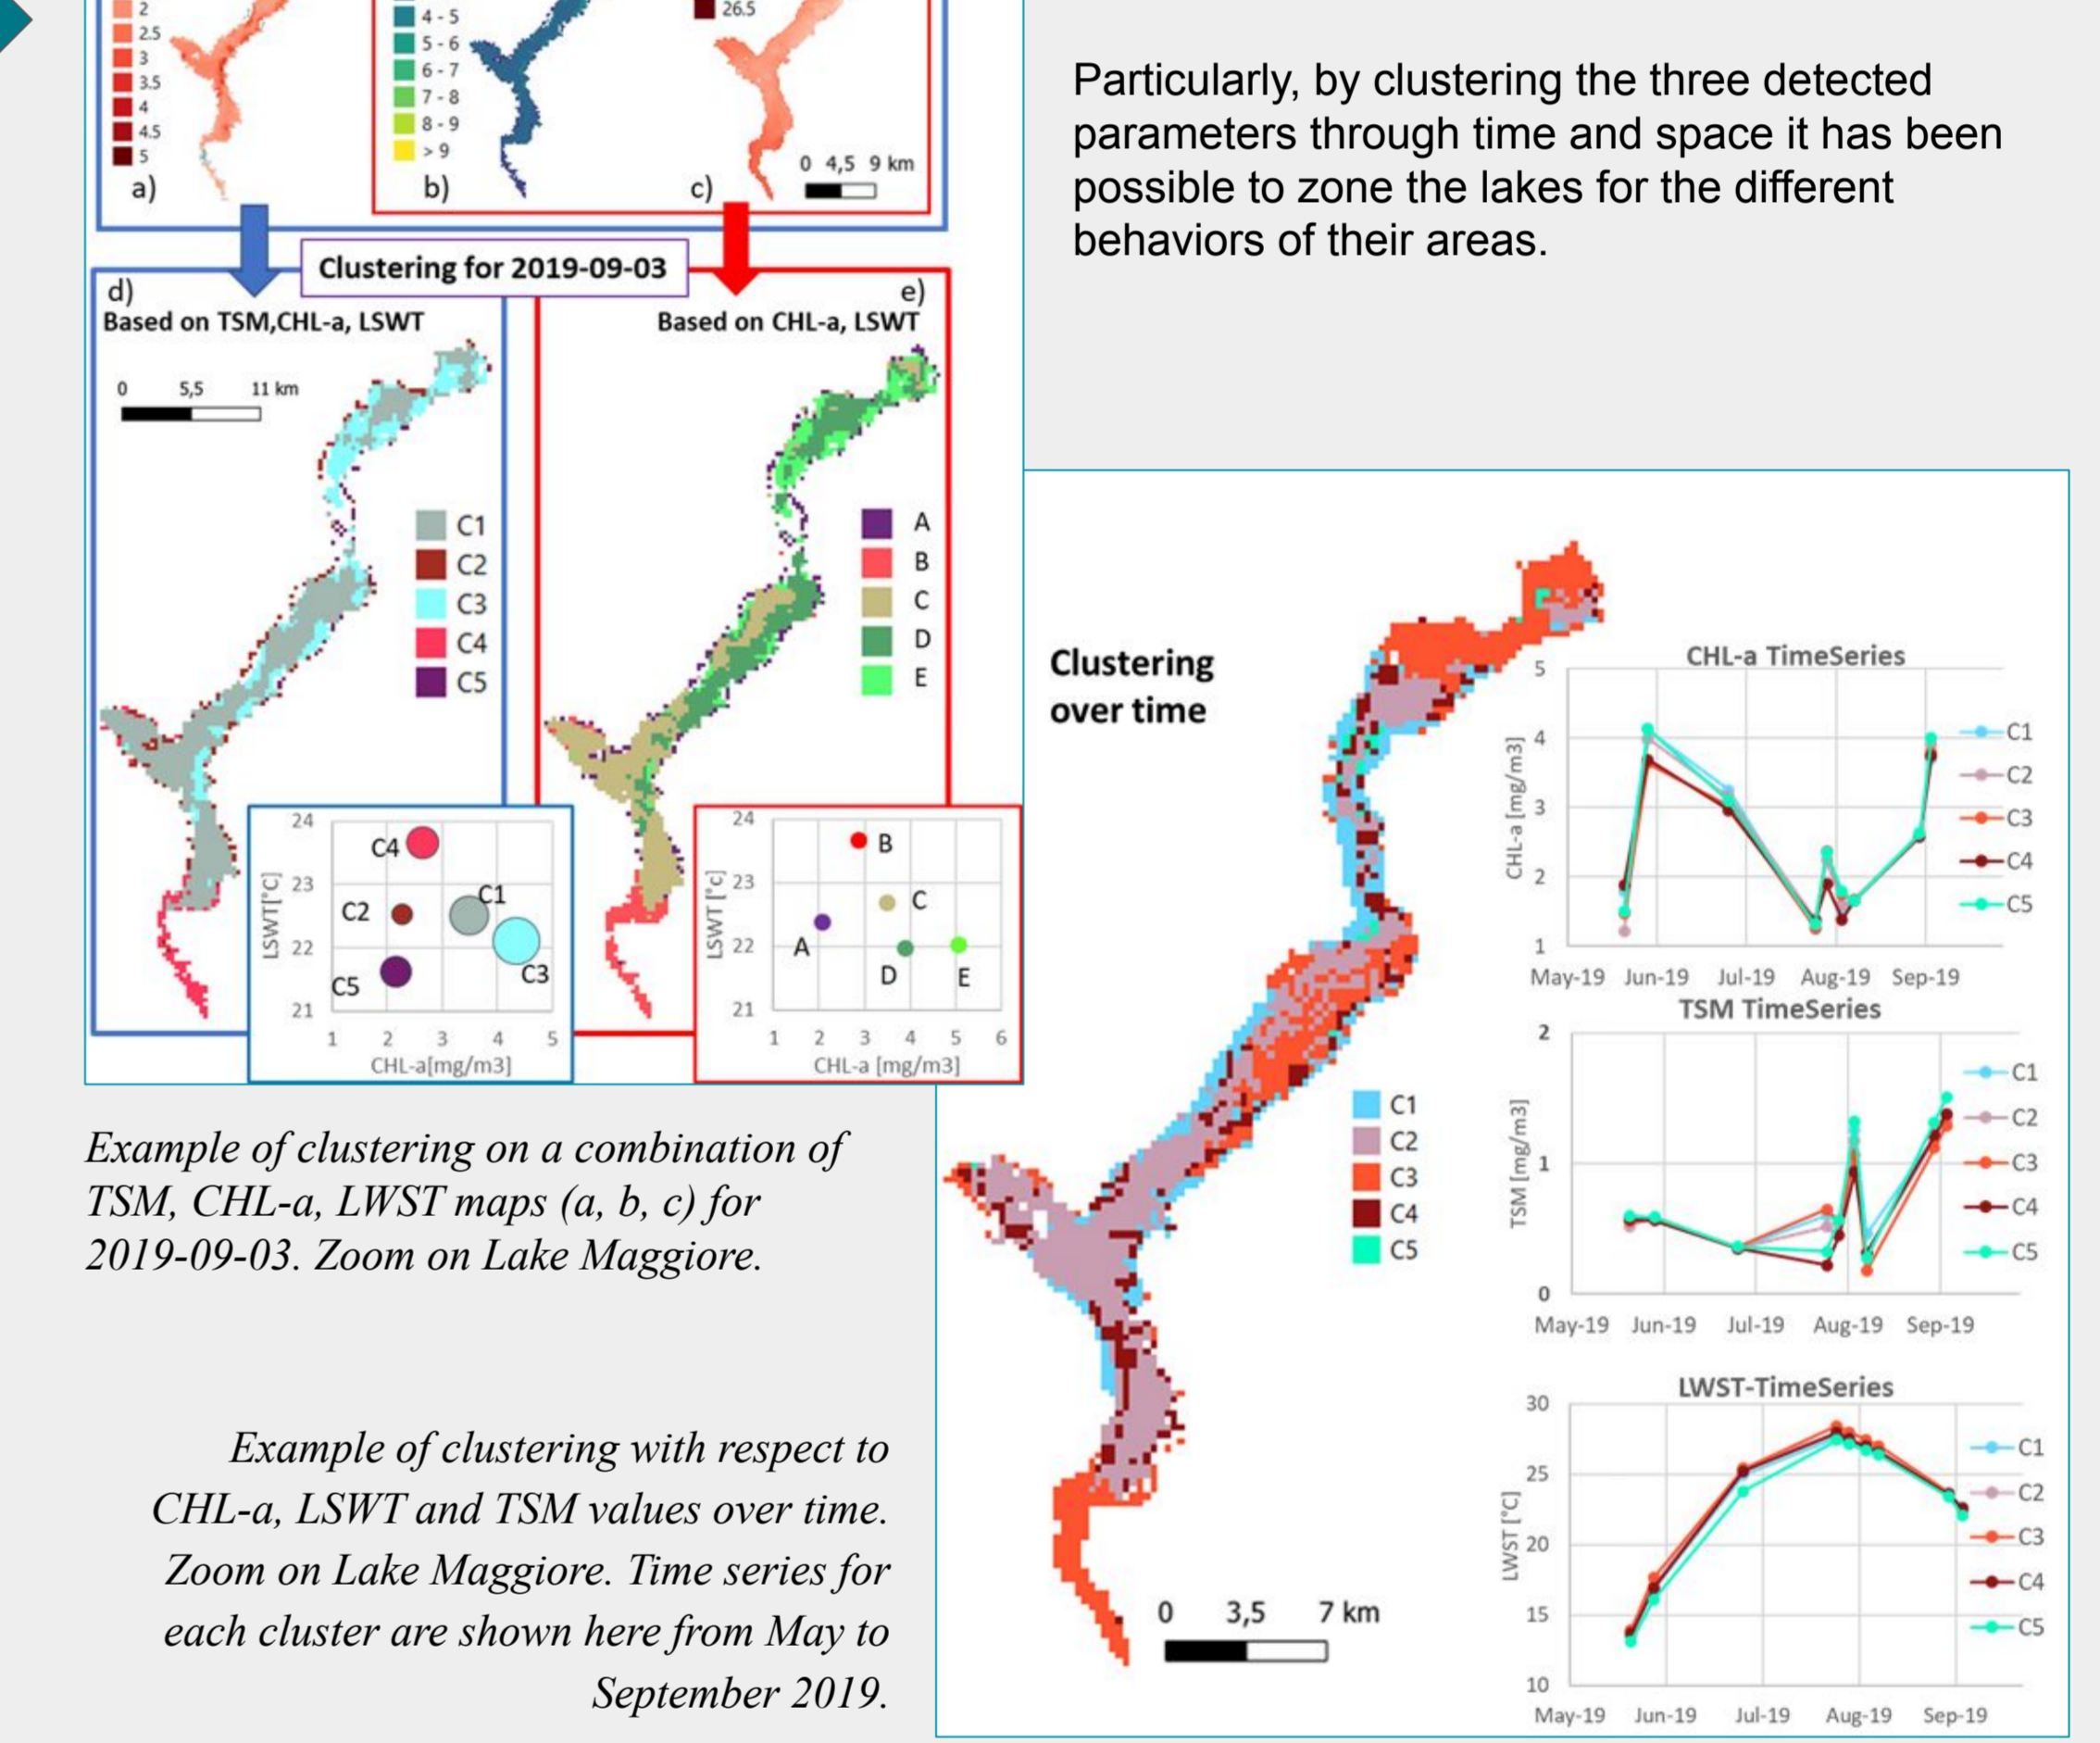 2
2.5
3
3.5
4
4.5
5
a)
4 - 5
5 - 6
6 - 7
7 - 8
8 - 9
> 9
b)
26.5
c)
0 4,5 9 km
Particularly, by clustering the three detected
parameters through time and space it has been
possible to zone the lakes for the different
behaviors of their areas.
Clustering for 2019-09-03
d)
Based on TSM,CHL-a, LSWT
0 5,5 11 km
C1
C2
C3
C4
C5
24
23
22
21
LSWT[°C]
C4
C1
C2
C3
C5
1 2 3 4 5
CHL-a[mg/m3]
e)
Based on CHL-a, LSWT
A
B
C
D
E
24
23
22
21
LSWT [°c]
B
C
A
D
E
1 2 3 4 5 6
CHL-a [mg/m3]
Example of clustering on a combination of
TSM, CHL-a, LWST maps (a, b, c) for
2019-09-03. Zoom on Lake Maggiore.
Example of clustering with respect to
CHL-a, LSWT and TSM values over time.
Zoom on Lake Maggiore. Time series for
each cluster are shown here from May to
September 2019.
Clustering
over time
C1
C2
C3
C4
C5
0 3,5 7 km
CHL-a TimeSeries
5
4
3
2
1
CHL-a [mg/m3]
May-19 Jun-19 Jul-19 Aug-19 Sep-19
C1
C2
C3
C4
C5
TSM TimeSeries
2
1
0
TSM [mg/m3]
May-19 Jun-19 Jul-19 Aug-19 Sep-19
C1
C2
C3
C4
C5
LWST-TimeSeries
30
25
20
15
10
LWST [°C]
May-19 Jun-19 Jul-19 Aug-19 Sep-19
C1
C2
C3
C4
C5